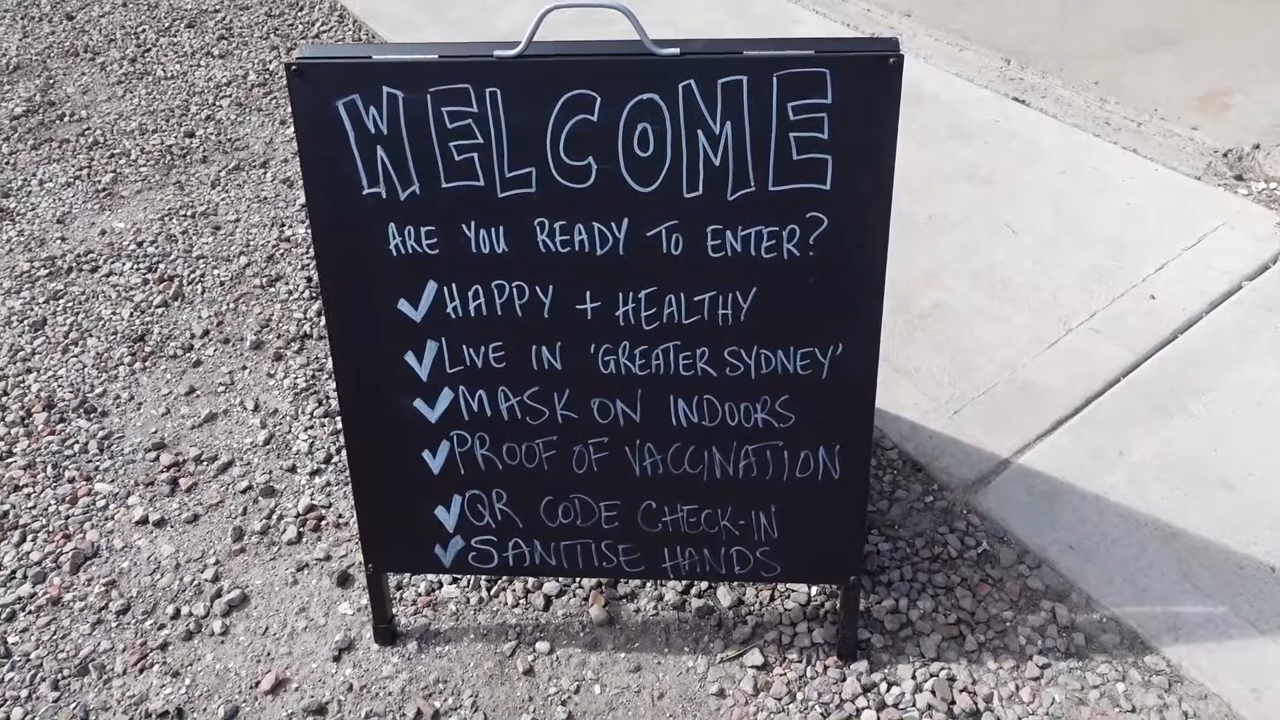 WELCOME
ARE YOU READY TO ENTER?
✓HAPPY + HEALTHY
✓LIVE IN 'GREATER SYDNEY'
✓MASK ON INDOORS
✓PROOF OF VACCINATION
✓QR CODE CHECK-IN
✓SANITISE HANDS